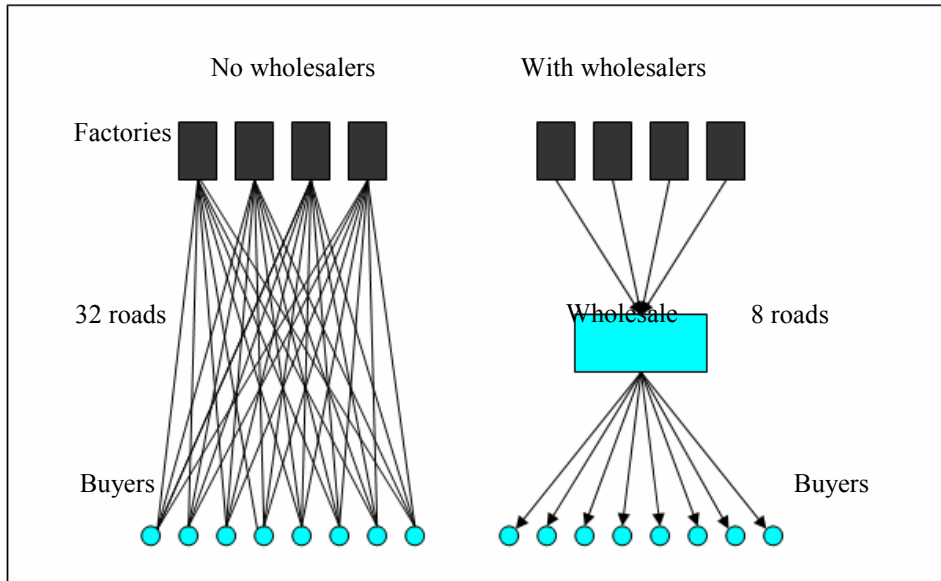 No wholesalers
With wholesalers
Factories
32 roads
Wholesale
8 roads
Buyers
Buyers